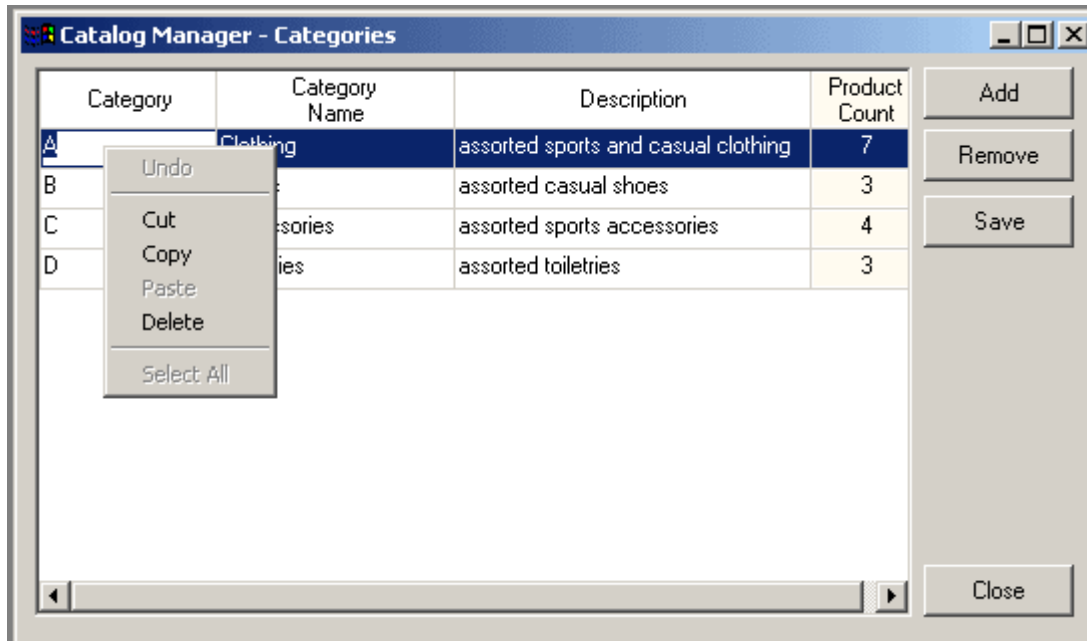 Catalog Manager - Categories
Category
Category
Name
Description
Product
Count
A
Clothing
assorted sports and casual clothing
7
B
assorted casual shoes
3
C
ssories
assorted sports accessories
4
D
ies
assorted toiletries
3
Undo
Cut
Copy
Paste
Delete
Select All
Add
Remove
Save
Close